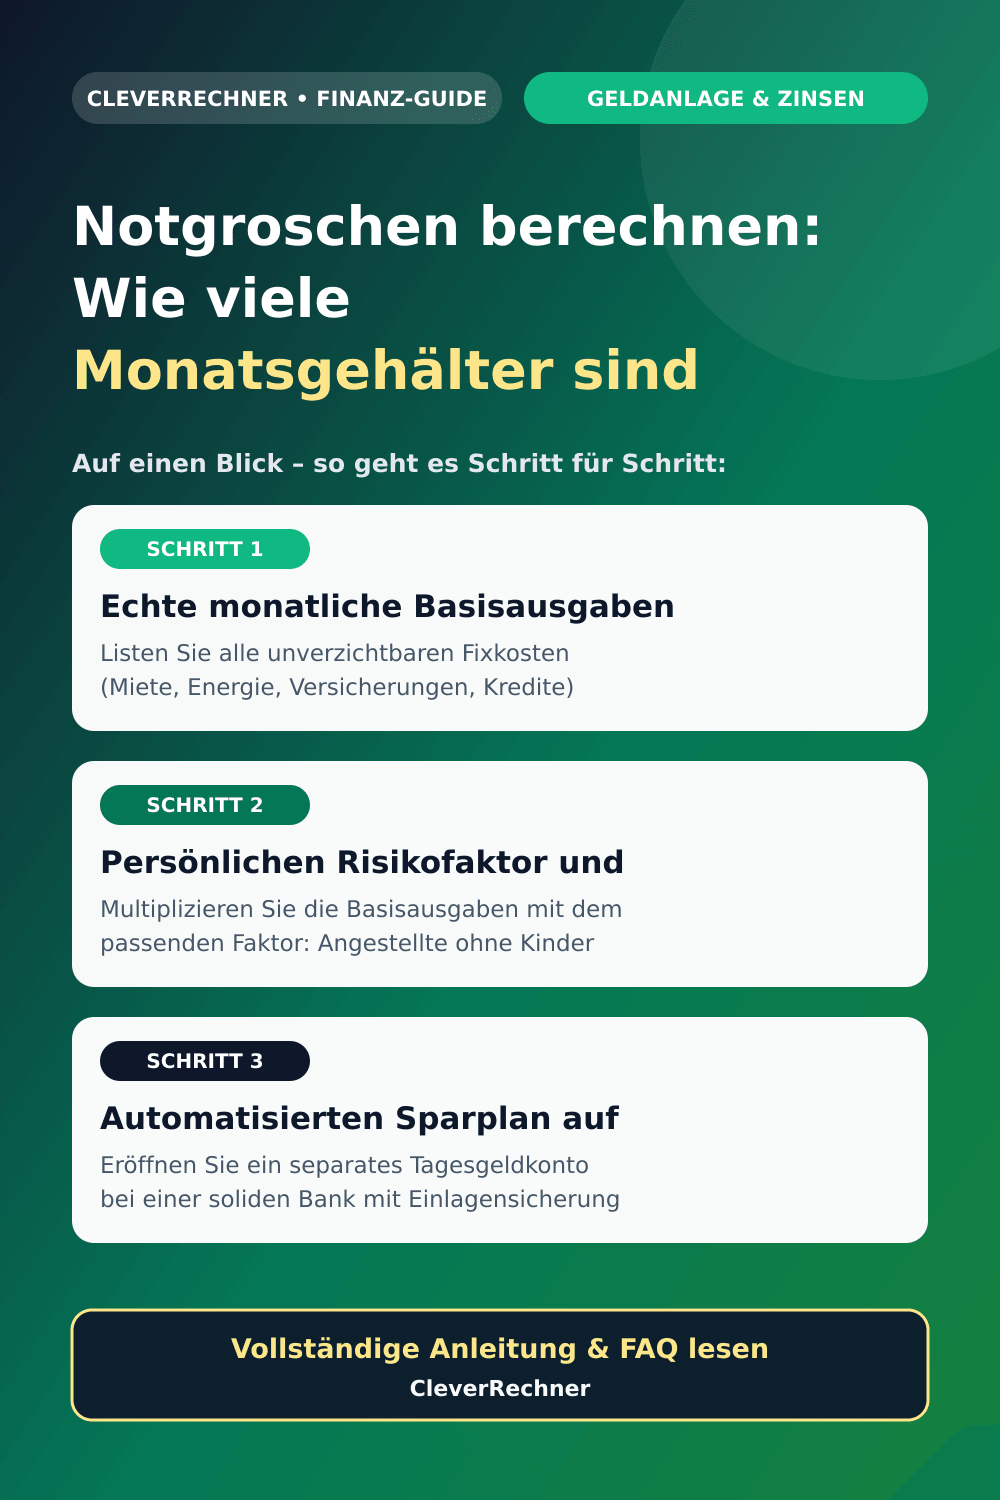 CLEVERRECHNER • FINANZ-GUIDE
GELDANLAGE & ZINSEN
Notgroschen berechnen:
Wie viele
Monatsgehälter sind
Auf einen Blick – so geht es Schritt für Schritt:
SCHRITT 1
Echte monatliche Basisausgaben
Listen Sie alle unverzichtbaren Fixkosten
(Miete, Energie, Versicherungen, Kredite)
SCHRITT 2
Persönlichen Risikofaktor und
Multiplizieren Sie die Basisausgaben mit dem
passenden Faktor: Angestellte ohne Kinder
SCHRITT 3
Automatisierten Sparplan auf
Eröffnen Sie ein separates Tagesgeldkonto
bei einer soliden Bank mit Einlagensicherung
Vollständige Anleitung & FAQ lesen
CleverRechner